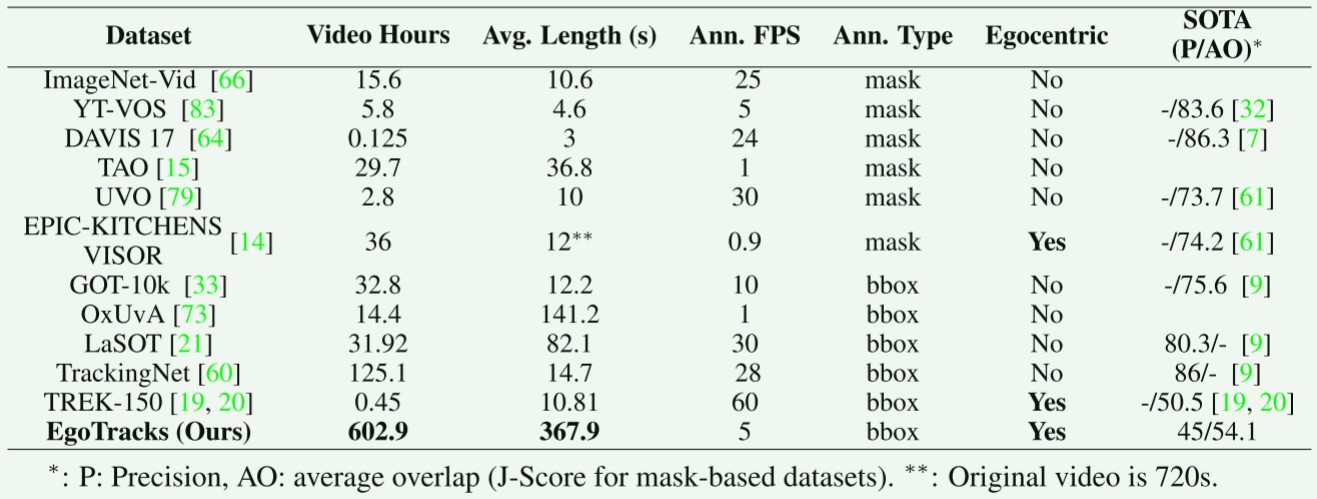 Dataset Video Hours Avg. Length (s) Ann. FPS Ann. Type Egocentric SOTA (P/AO)*
ImageNet-Vid [66] 15.6 10.6 25 mask No
YT-VOS [83] 5.8 4.6 5 mask No -/83.6 [32]
DAVIS 17 [64] 0.125 3 24 mask No -/86.3 [7]
TAO [15] 29.7 36.8 1 mask No
UVO [79] 2.8 10 30 mask No -/73.7 [61]
EPIC-KITCHENS VISOR [14] 36 12** 0.9 mask Yes -/74.2 [61]
GOT-10k [33] 32.8 12.2 10 bbox No -/75.6 [9]
OxUvA [73] 14.4 141.2 1 bbox No
LaSOT [21] 31.92 82.1 30 bbox No 80.3/- [9]
TrackingNet [60] 125.1 14.7 28 bbox No 86/- [9]
TREK-150 [19, 20] 0.45 10.81 60 bbox Yes -/50.5 [19, 20]
EgoTracks (Ours) 602.9 367.9 5 bbox Yes 45/54.1
*: P: Precision, AO: average overlap (J-Score for mask-based datasets). **: Original video is 720s.